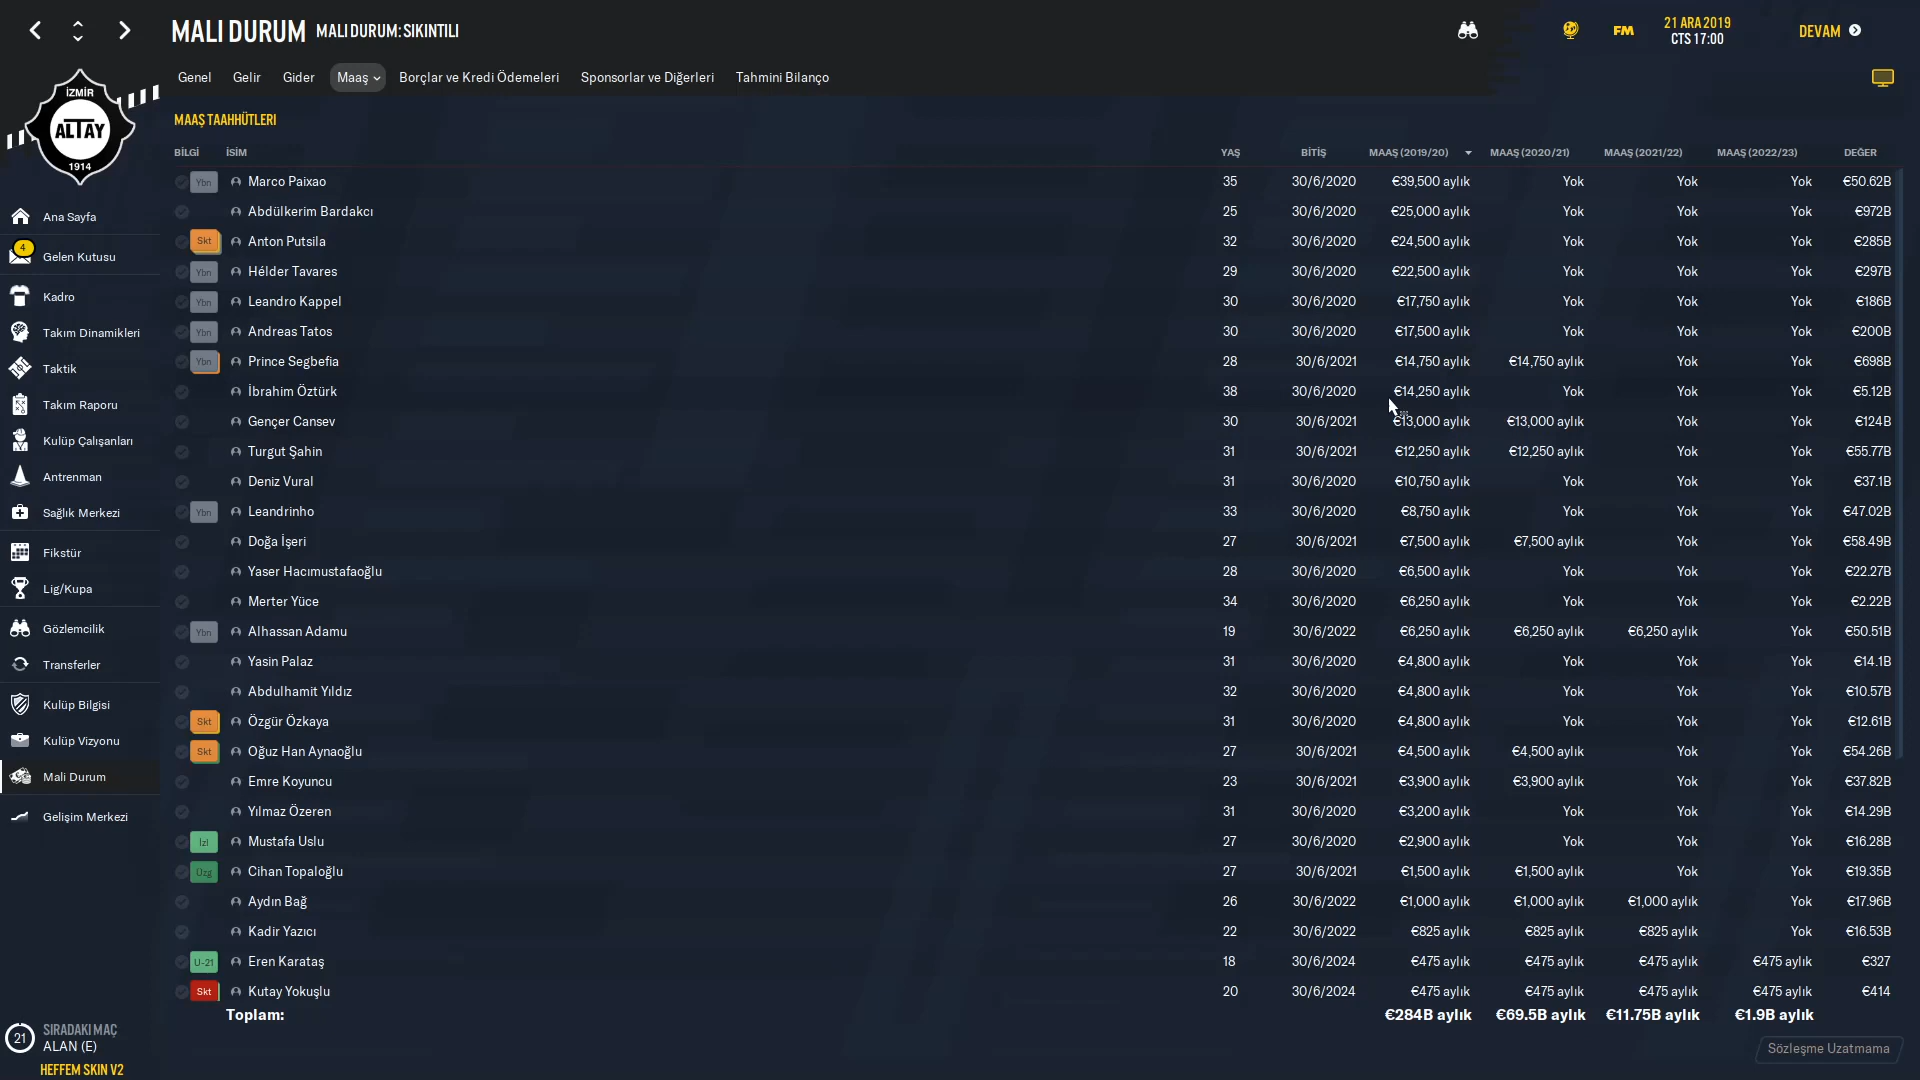 MALI DURUM MALI DURUM: SIKINTILI
21 ARA 2019
CTS 17:00
FM
DEVAM
Genel Gelir Gider Maaş Borçlar ve Kredi Ödemeleri Sponsorlar ve Diğerleri Tahmini Bilanço
İZMİR
ALTAY
1914
Ana Sayfa
4
Gelen Kutusu
Kadro
Takım Dinamikleri
Taktik
Takım Raporu
Kulüp Çalışanları
Antrenman
Sağlık Merkezi
Fikstür
Lig/Kupa
Gözlemcilik
Transferler
Kulüp Bilgisi
Kulüp Vizyonu
Mali Durum
Gelişim Merkezi
21
SIRADAKI MAÇ
ALAN (E)
HEFFEM SKIN V2
MAAŞ TAAHHÜTLERI
BİLGİ İSİM YAŞ BİTİŞ MAAŞ (2019/20) MAAŞ (2020/21) MAAŞ (2021/22) MAAŞ (2022/23) DEĞER
Ybn Marco Paixao 35 30/6/2020 €39,500 aylık Yok Yok Yok €50.62B
Abdülkerim Bardakcı 25 30/6/2020 €25,000 aylık Yok Yok Yok €972B
Skt Anton Putsila 32 30/6/2020 €24,500 aylık Yok Yok Yok €285B
Ybn Hélder Tavares 29 30/6/2020 €22,500 aylık Yok Yok Yok €297B
Ybn Leandro Kappel 30 30/6/2020 €17,750 aylık Yok Yok Yok €186B
Ybn Andreas Tatos 30 30/6/2020 €17,500 aylık Yok Yok Yok €200B
Ybn Prince Segbefia 28 30/6/2021 €14,750 aylık €14,750 aylık Yok Yok €698B
İbrahim Öztürk 38 30/6/2020 €14,250 aylık Yok Yok Yok €5.12B
Gençer Cansev 30 30/6/2021 €13,000 aylık €13,000 aylık Yok Yok €124B
Turgut Şahin 31 30/6/2021 €12,250 aylık €12,250 aylık Yok Yok €55.77B
Deniz Vural 31 30/6/2020 €10,750 aylık Yok Yok Yok €37.1B
Ybn Leandrinho 33 30/6/2020 €8,750 aylık Yok Yok Yok €47.02B
Doğa İşeri 27 30/6/2021 €7,500 aylık €7,500 aylık Yok Yok €58.49B
Yaser Hacımustafaoğlu 28 30/6/2020 €6,500 aylık Yok Yok Yok €22.27B
Merter Yüce 34 30/6/2020 €6,250 aylık Yok Yok Yok €2.22B
Ybn Alhassan Adamu 19 30/6/2022 €6,250 aylık €6,250 aylık €6,250 aylık Yok €50.51B
Yasin Palaz 31 30/6/2020 €4,800 aylık Yok Yok Yok €14.1B
Abdulhamit Yıldız 32 30/6/2020 €4,800 aylık Yok Yok Yok €10.57B
Skt Özgür Özkaya 31 30/6/2020 €4,800 aylık Yok Yok Yok €12.61B
Skt Oğuz Han Aynaoğlu 27 30/6/2021 €4,500 aylık €4,500 aylık Yok Yok €54.26B
Emre Koyuncu 23 30/6/2021 €3,900 aylık €3,900 aylık Yok Yok €37.82B
Yılmaz Özeren 31 30/6/2020 €3,200 aylık Yok Yok Yok €14.29B
İzl Mustafa Uslu 27 30/6/2020 €2,900 aylık Yok Yok Yok €16.28B
Üzg Cihan Topaloğlu 27 30/6/2021 €1,500 aylık €1,500 aylık Yok Yok €19.35B
Aydın Bağ 26 30/6/2022 €1,000 aylık €1,000 aylık €1,000 aylık Yok €17.96B
Kadir Yazıcı 22 30/6/2022 €825 aylık €825 aylık €825 aylık Yok €16.53B
U-21 Eren Karataş 18 30/6/2024 €475 aylık €475 aylık €475 aylık €475 aylık €327
Skt Kutay Yokuşlu 20 30/6/2024 €475 aylık €475 aylık €475 aylık €475 aylık €414
Toplam: €284B aylık €69.5B aylık €11.75B aylık €1.9B aylık
Sözleşme Uzatmama